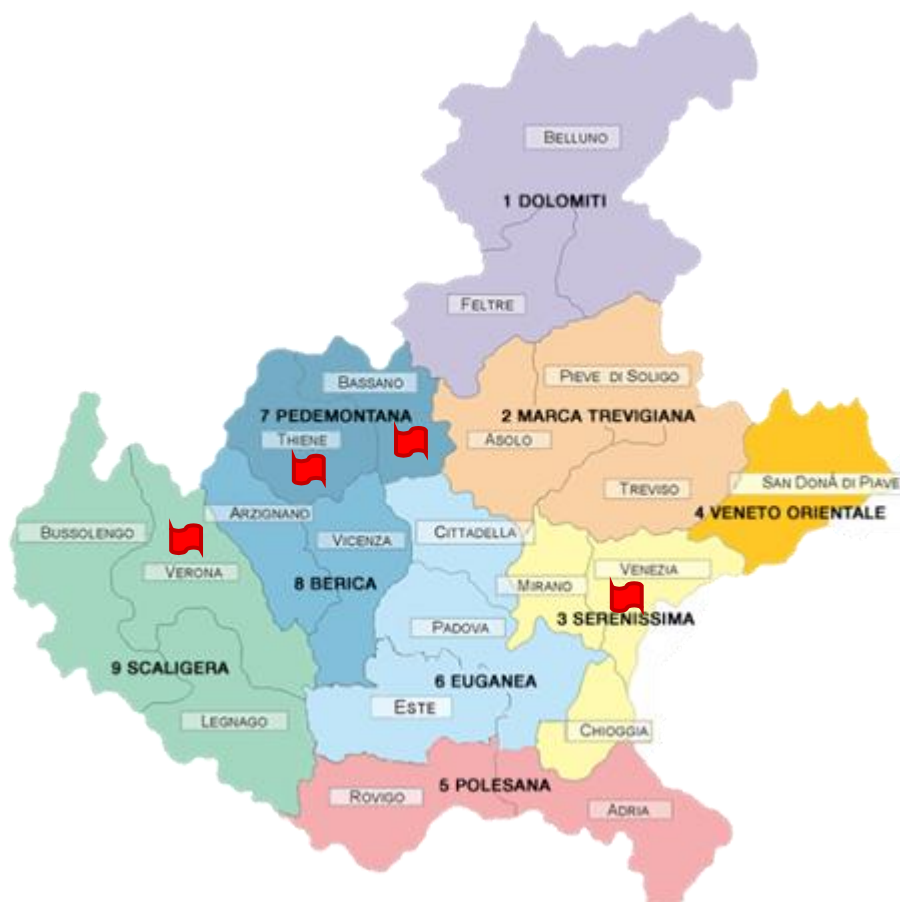 BELLUNO
1 DOLOMITI
FELTRE
BASSANO
PIEVE DI SOLIGO
7 PEDEMONTANA
2 MARCA TREVIGIANA
THIENE
ASOLO
SAN DONÀ DI PIAVE
TREVISO
4 VENETO ORIENTALE
ARZIGNANO
BUSSOLENGO
CITTADELLA
VICENZA
VERONA
VENEZIA
8 BERICA
MIRANO
3 SERENISSIMA
PADOVA
9 SCALIGERA
6 EUGANEA
ESTE
LEGNAGO
CHIOGGIA
5 POLESANA
ROVIGO
ADRIA